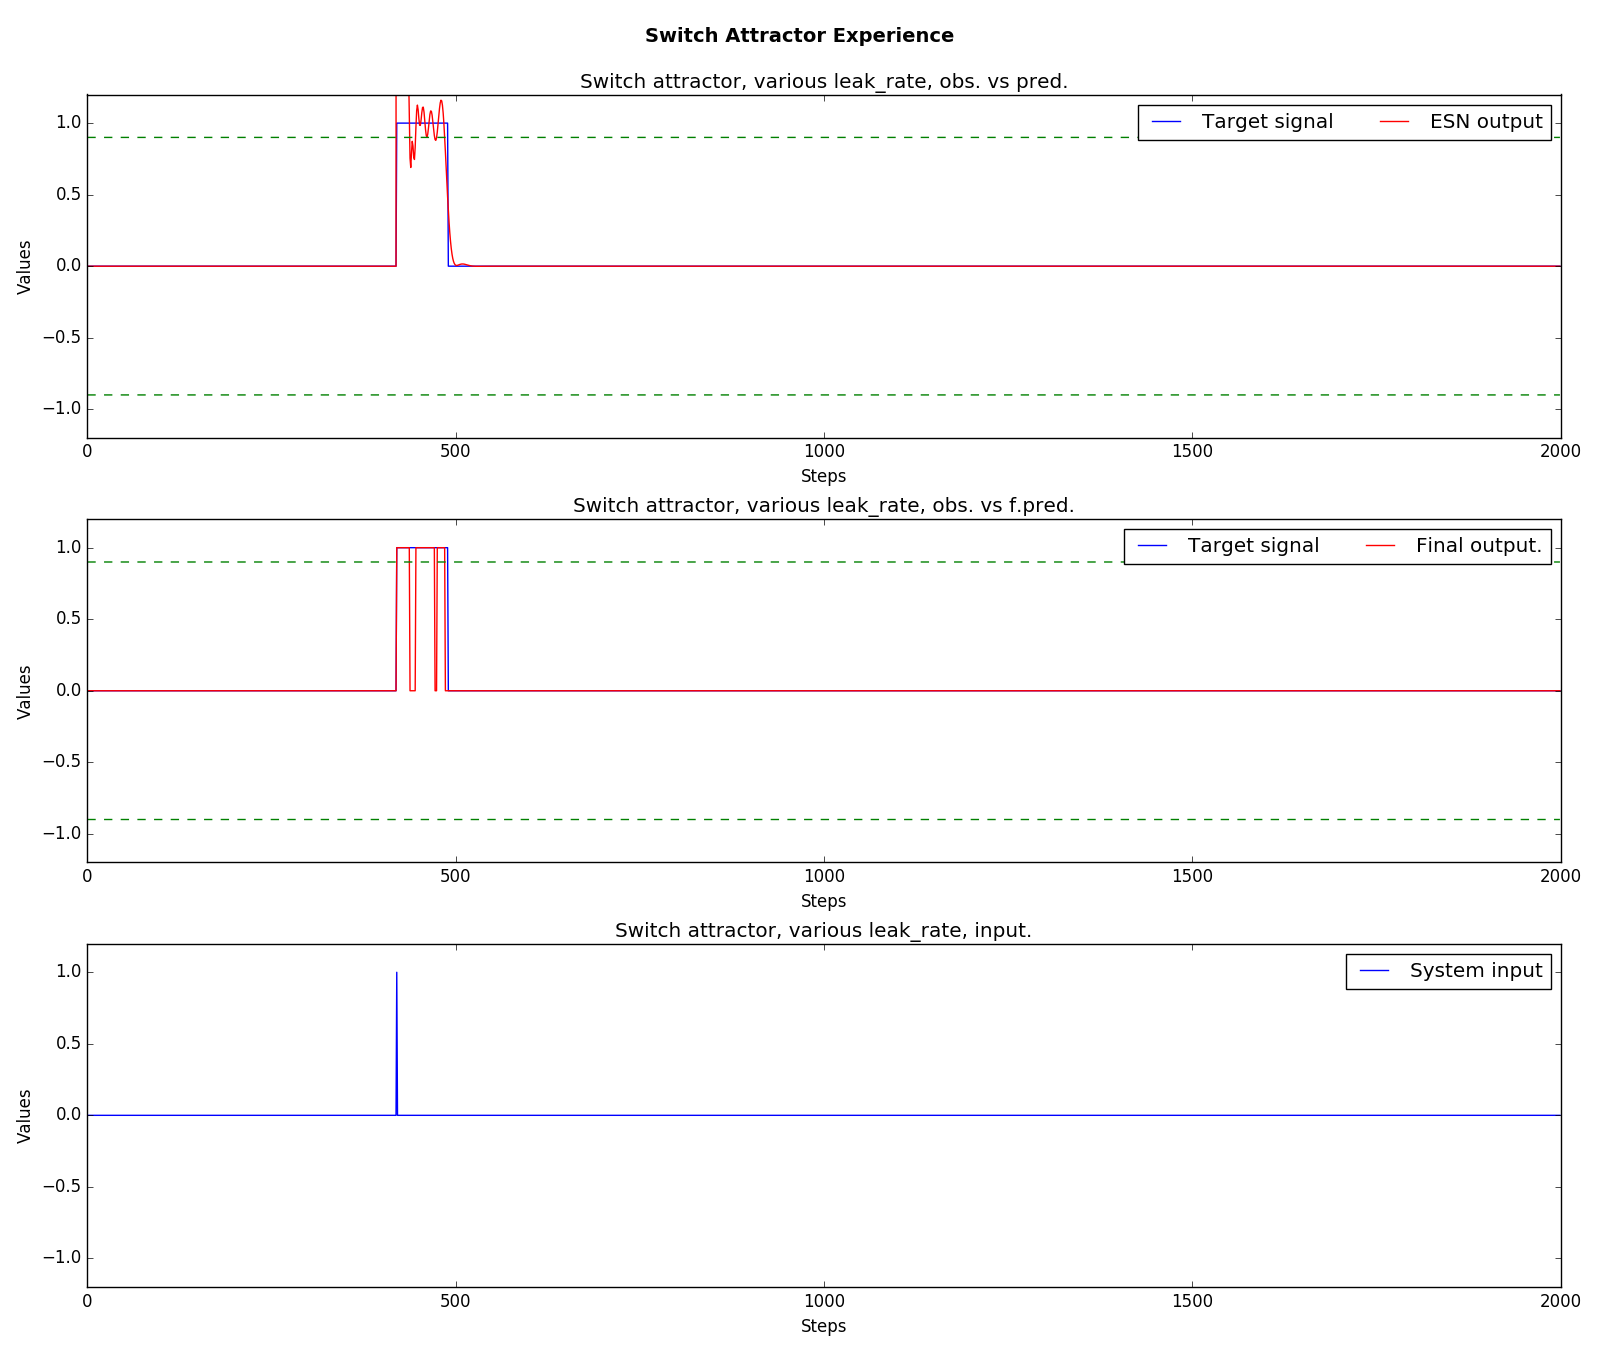 Switch Attractor Experience
Switch attractor, various leak_rate, obs. vs pred.
Target signal ESN output
Values
1.0
0.5
0.0
−0.5
−1.0
0 500 1000 1500 2000
Steps
Switch attractor, various leak_rate, obs. vs f.pred.
Target signal Final output.
Values
1.0
0.5
0.0
−0.5
−1.0
0 500 1000 1500 2000
Steps
Switch attractor, various leak_rate, input.
System input
Values
1.0
0.5
0.0
−0.5
−1.0
0 500 1000 1500 2000
Steps